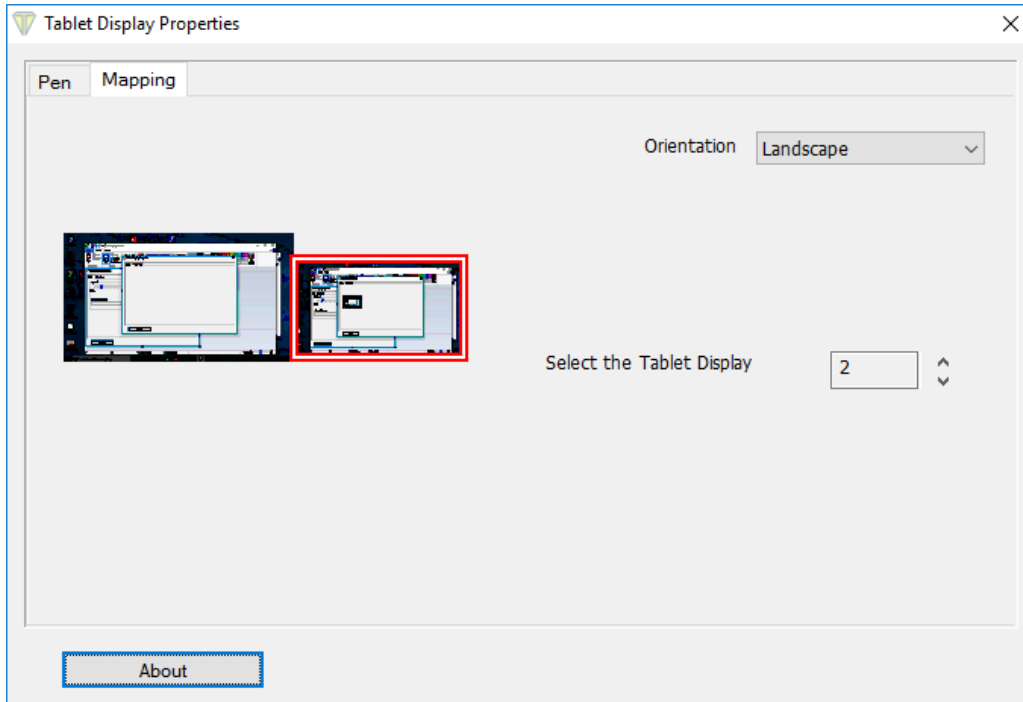 Tablet Display Properties
Pen
Mapping
Orientation
Landscape
Select the Tablet Display
2
About